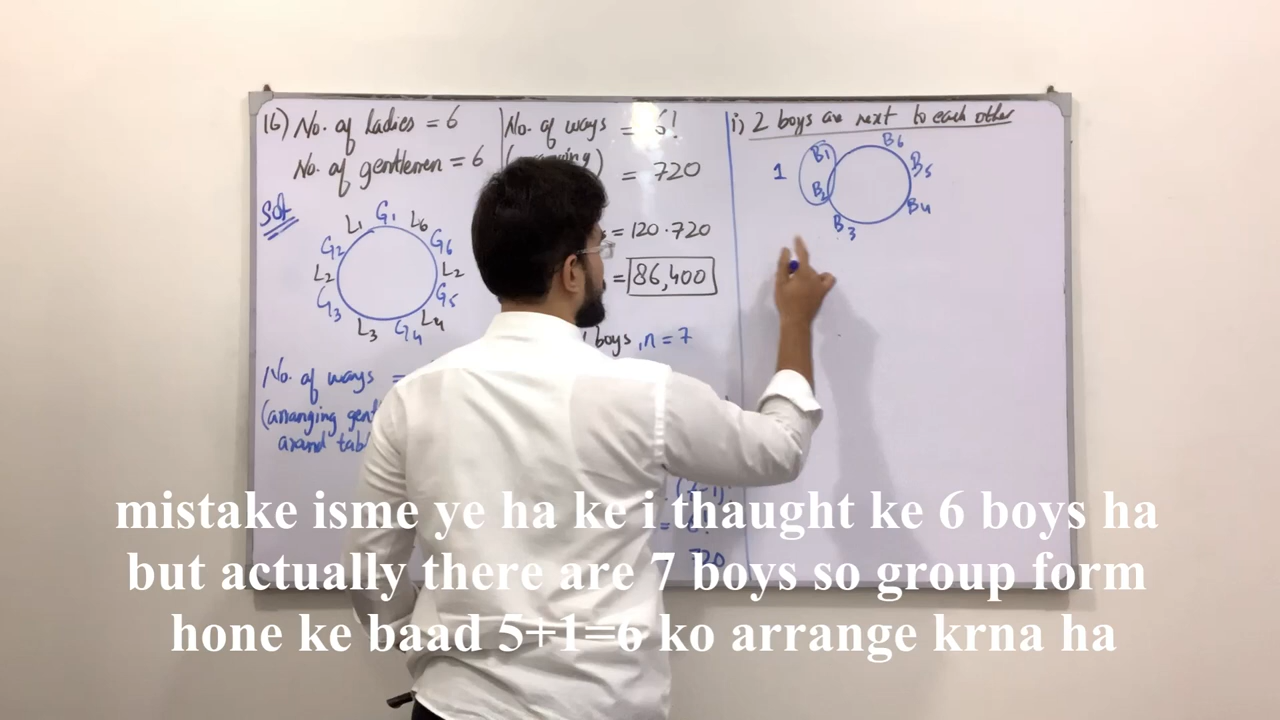 16) No. of Ladies = 6
No. of gentlemen = 6
Sol
G1
L1
L6
G2
G6
L2
L2
G3
G5
L3
G4
L4
No. of ways =
(arranging gent
around tab
No. of ways = 6!
= 720
= 120.720
= 86,400
boys, n = 7
= 6!
720
i) 2 boys are next to each other
1
B1
B6
B5
B2
B4
B3
mistake isme ye ha ke i thaught ke 6 boys ha
but actually there are 7 boys so group form
hone ke baad 5+1=6 ko arrange krna ha